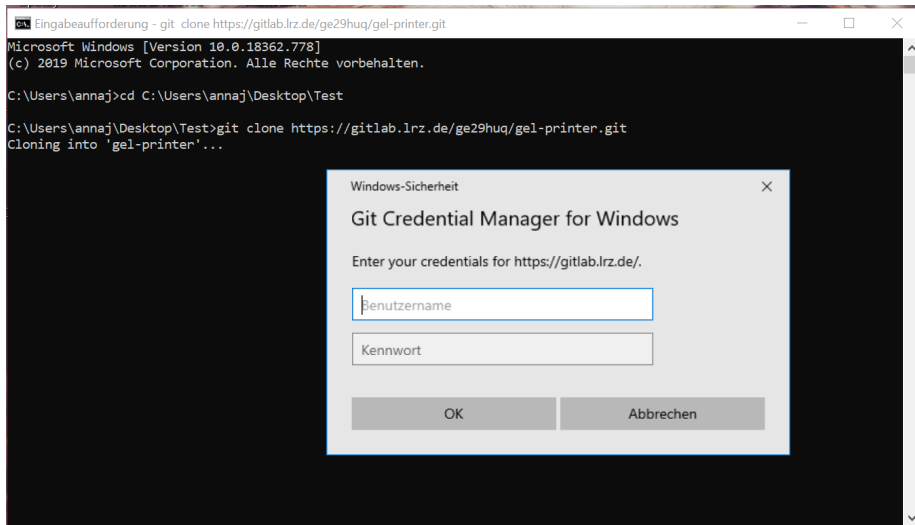 Eingabeaufforderung - git clone https://gitlab.lrz.de/ge29huq/gel-printer.git
Microsoft Windows [Version 10.0.18362.778]
(c) 2019 Microsoft Corporation. Alle Rechte vorbehalten.
C:\Users\annaj>cd C:\Users\annaj\Desktop\Test
C:\Users\annaj\Desktop\Test>git clone https://gitlab.lrz.de/ge29huq/gel-printer.git
Cloning into 'gel-printer'...
Windows-Sicherheit
Git Credential Manager for Windows
Enter your credentials for https://gitlab.lrz.de/.
Benutzername
Kennwort
OK
Abbrechen